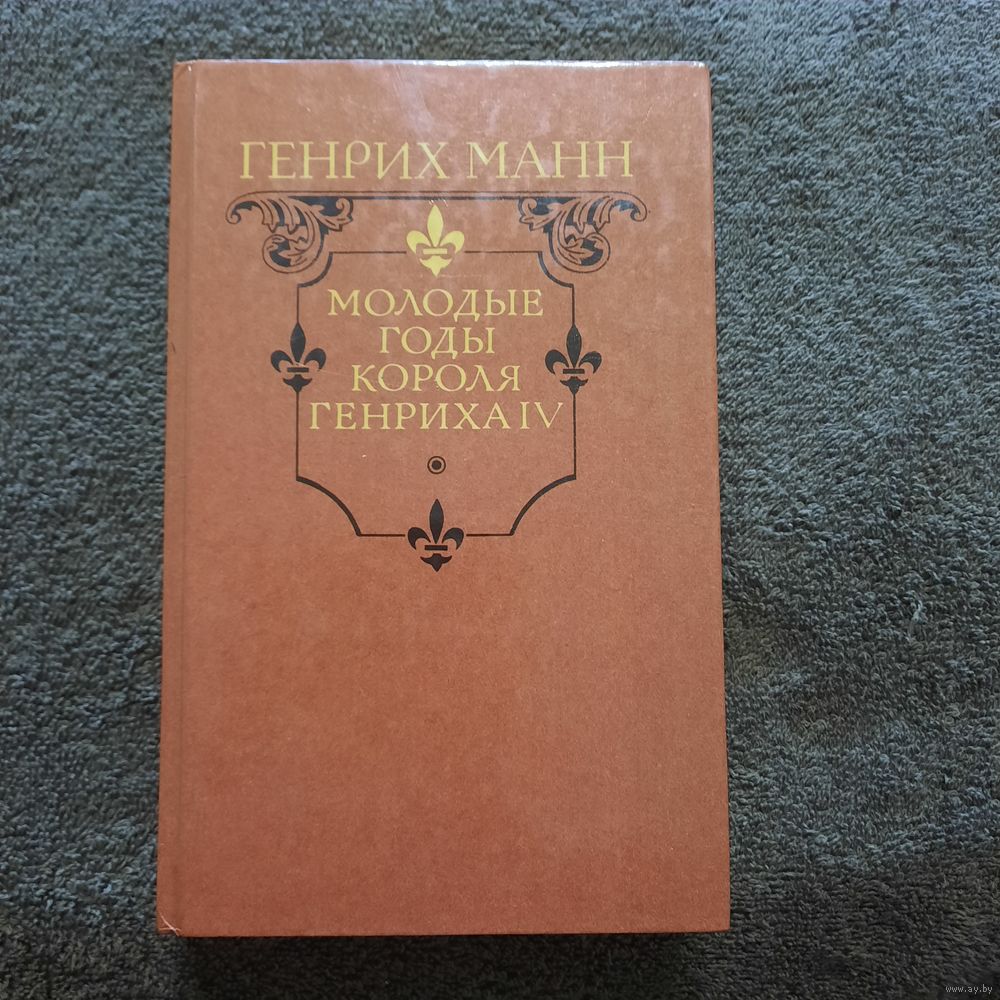 ГЕНРИХ МАНН
МОЛОДЫЕ
ГОДЫ
КОРОЛЯ
ГЕНРИХА IV
www.ay.by